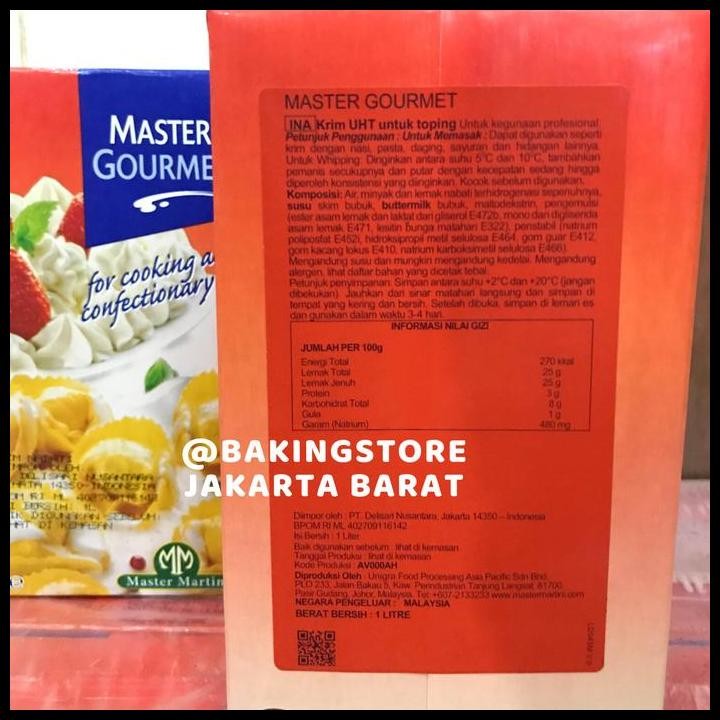 MASTER
GOURME
for cooking a
confectionary
DELISARI NUSANTARA
14350-INDONESIA
Master Martin
MASTER GOURMET
INA Krim UHT untuk toping Untuk kegunaan profesional.
Petunjuk Penggunaan : Untuk Memasak : Dapat digunakan seperti
krim dengan nasi, pasta, daging, sayuran dan hidangan lainnya.
Untuk Whipping: Dinginkan antara suhu 5°C dan 10°C, tambahkan
pemanis secukupnya dan putar dengan kecepatan sedang hingga
diperoleh konsistensi yang diinginkan. Kocok sebelum digunakan.
Komposisi: Air, minyak dan lemak nabati terhidrogenasi sepenuhnya,
susu skim bubuk, buttermilk bubuk, maltodekstrin, pengemulsi
(ester asam lemak dan laktat dari gliserol E472b, mono dan digliserida
asam lemak E471, lesitin bunga matahari E322), penstabil (natrium
poliposfat E452i, hidroksipropil metil selulosa E464, gom guar E412,
gom kacang lokus E410, natrium karboksimetil selulosa E466).
Mengandung susu dan mungkin mengandung kedelai. Mengandung
alergen, lihat daftar bahan yang dicetak tebal.
Petunjuk penyimpanan: Simpan antara suhu +2°C dan +20°C (jangan
dibekukan). Jauhkan dari sinar matahari langsung dan simpan di
tempat yang kering dan bersih. Setelah dibuka, simpan di lemari es
dan gunakan dalam waktu 3-4 hari.
INFORMASI NILAI GIZI
JUMLAH PER 100g
Energi Total 270 kkal
Lemak Total 25 g
Lemak Jenuh 25 g
Protein 3 g
Karbohidrat Total 8 g
Gula 1 g
Garam (Natrium) 480 mg
@BAKINGSTORE
JAKARTA BARAT
Diimpor oleh : PT. Delisari Nusantara, Jakarta 14350 – Indonesia
BPOM RI ML 402709116142
Isi Bersih : 1 Liter
Baik digunakan sebelum : lihat di kemasan
Tanggal Produksi : lihat di kemasan
Kode Produksi : AV000AH
Diproduksi Oleh : Unigra Food Processing Asia Pacific Sdn Bhd.
PLO 233, Jalan Bakau 5, Kaw. Perindustrian Tanjung Langsat, 81700.
Pasir Gudang, Johor, Malaysia. Tel: +607-2133233 www.mastermartini.com
NEGARA PENGELUAR : MALAYSIA
BERAT BERSIH : 1 LITRE